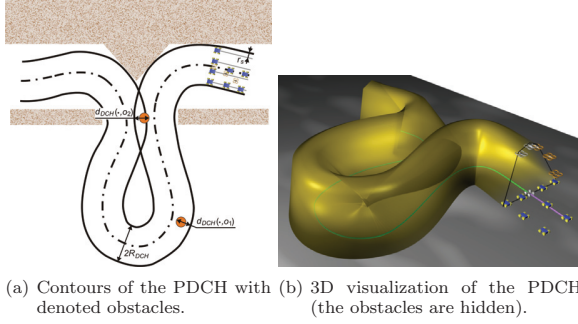 r_s
d_DCH(·,o_2)
d_DCH(·,o_1)
2R_DCH
(a) Contours of the PDCH with
denoted obstacles.
(b) 3D visualization of the PDCH
(the obstacles are hidden).